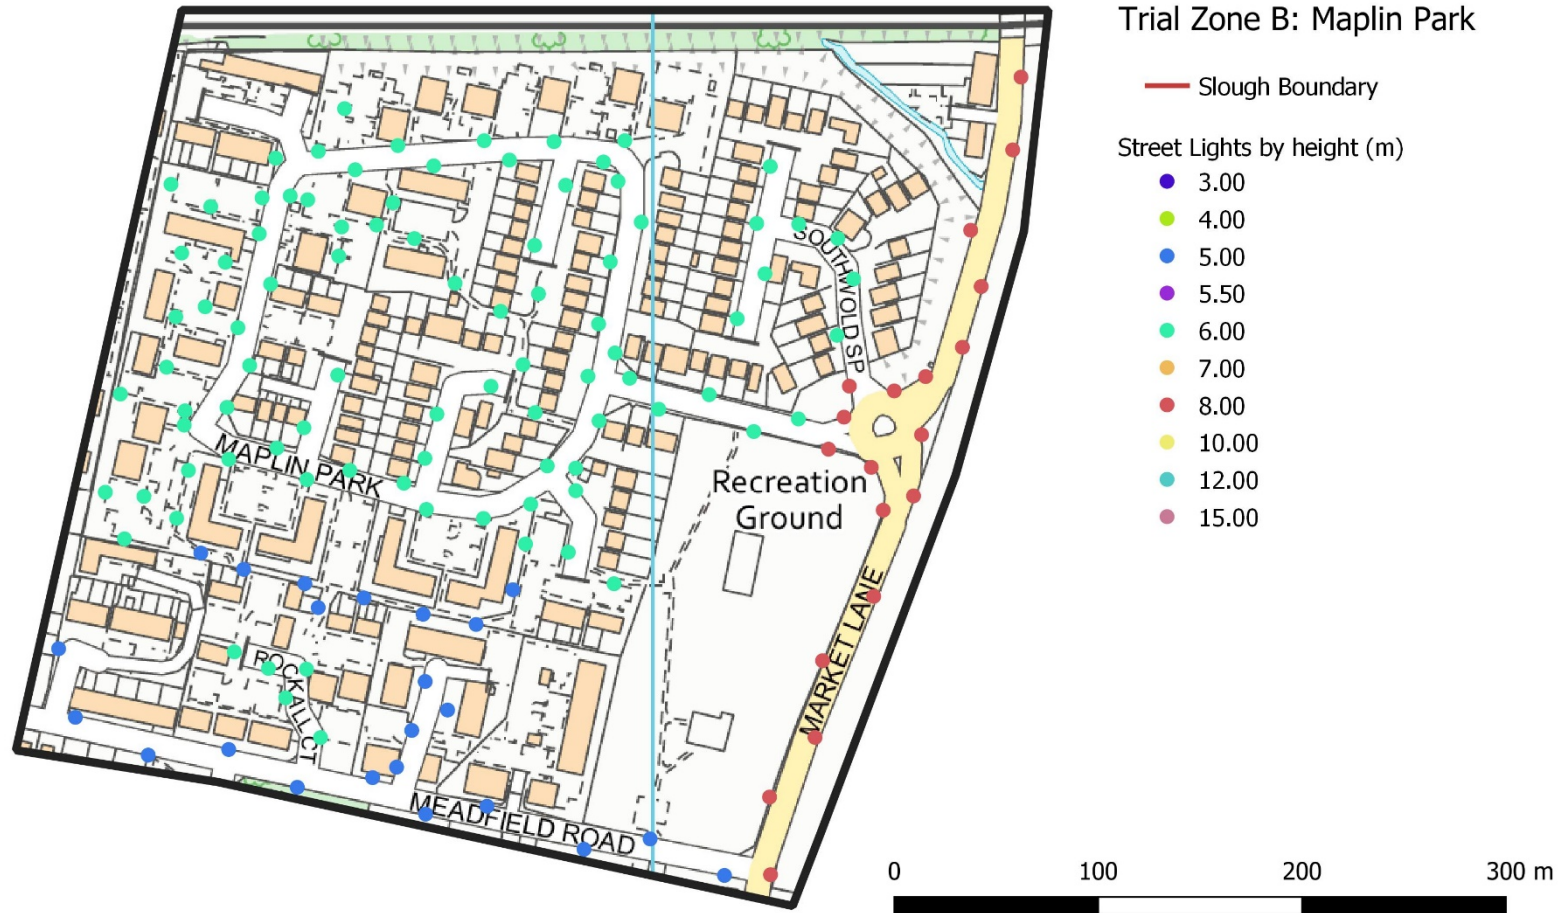 Trial Zone B: Maplin Park
Slough Boundary
Street Lights by height (m)
3.00
4.00
5.00
5.50
6.00
7.00
8.00
10.00
12.00
15.00
SOUTHWOLD SP
MAPLIN PARK
Recreation
Ground
MARKET LANE
ROCKALL CT
MEADFIELD ROAD
0 100 200 300 m